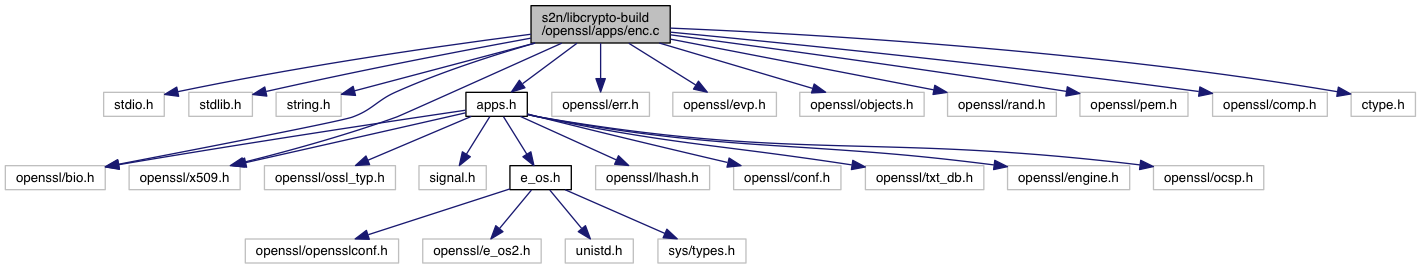 s2n/libcrypto-build
/openssl/apps/enc.c
stdio.h
stdlib.h
string.h
apps.h
openssl/err.h
openssl/evp.h
openssl/objects.h
openssl/rand.h
openssl/pem.h
openssl/comp.h
ctype.h
openssl/bio.h
openssl/x509.h
openssl/ossl_typ.h
signal.h
e_os.h
openssl/lhash.h
openssl/conf.h
openssl/txt_db.h
openssl/engine.h
openssl/ocsp.h
openssl/opensslconf.h
openssl/e_os2.h
unistd.h
sys/types.h